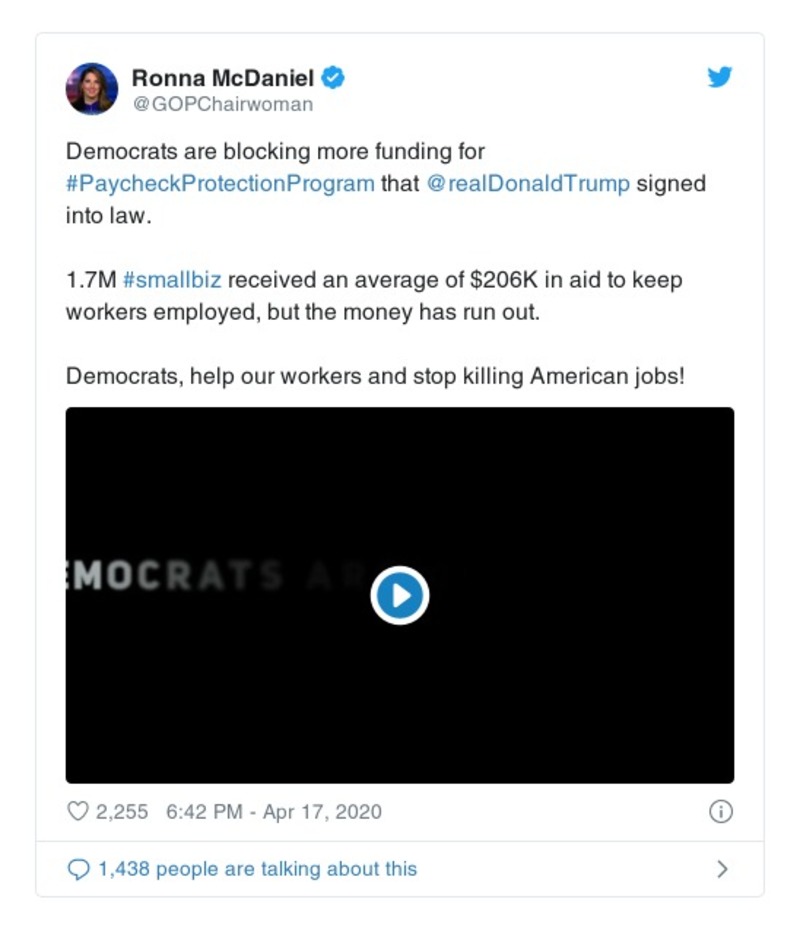 Ronna McDaniel
@GOPChairwoman
Democrats are blocking more funding for
#PaycheckProtectionProgram that @realDonaldTrump signed
into law.
1.7M #smallbiz received an average of $206K in aid to keep
workers employed, but the money has run out.
Democrats, help our workers and stop killing American jobs!
EMOCRATS AR
2,255 6:42 PM - Apr 17, 2020
1,438 people are talking about this